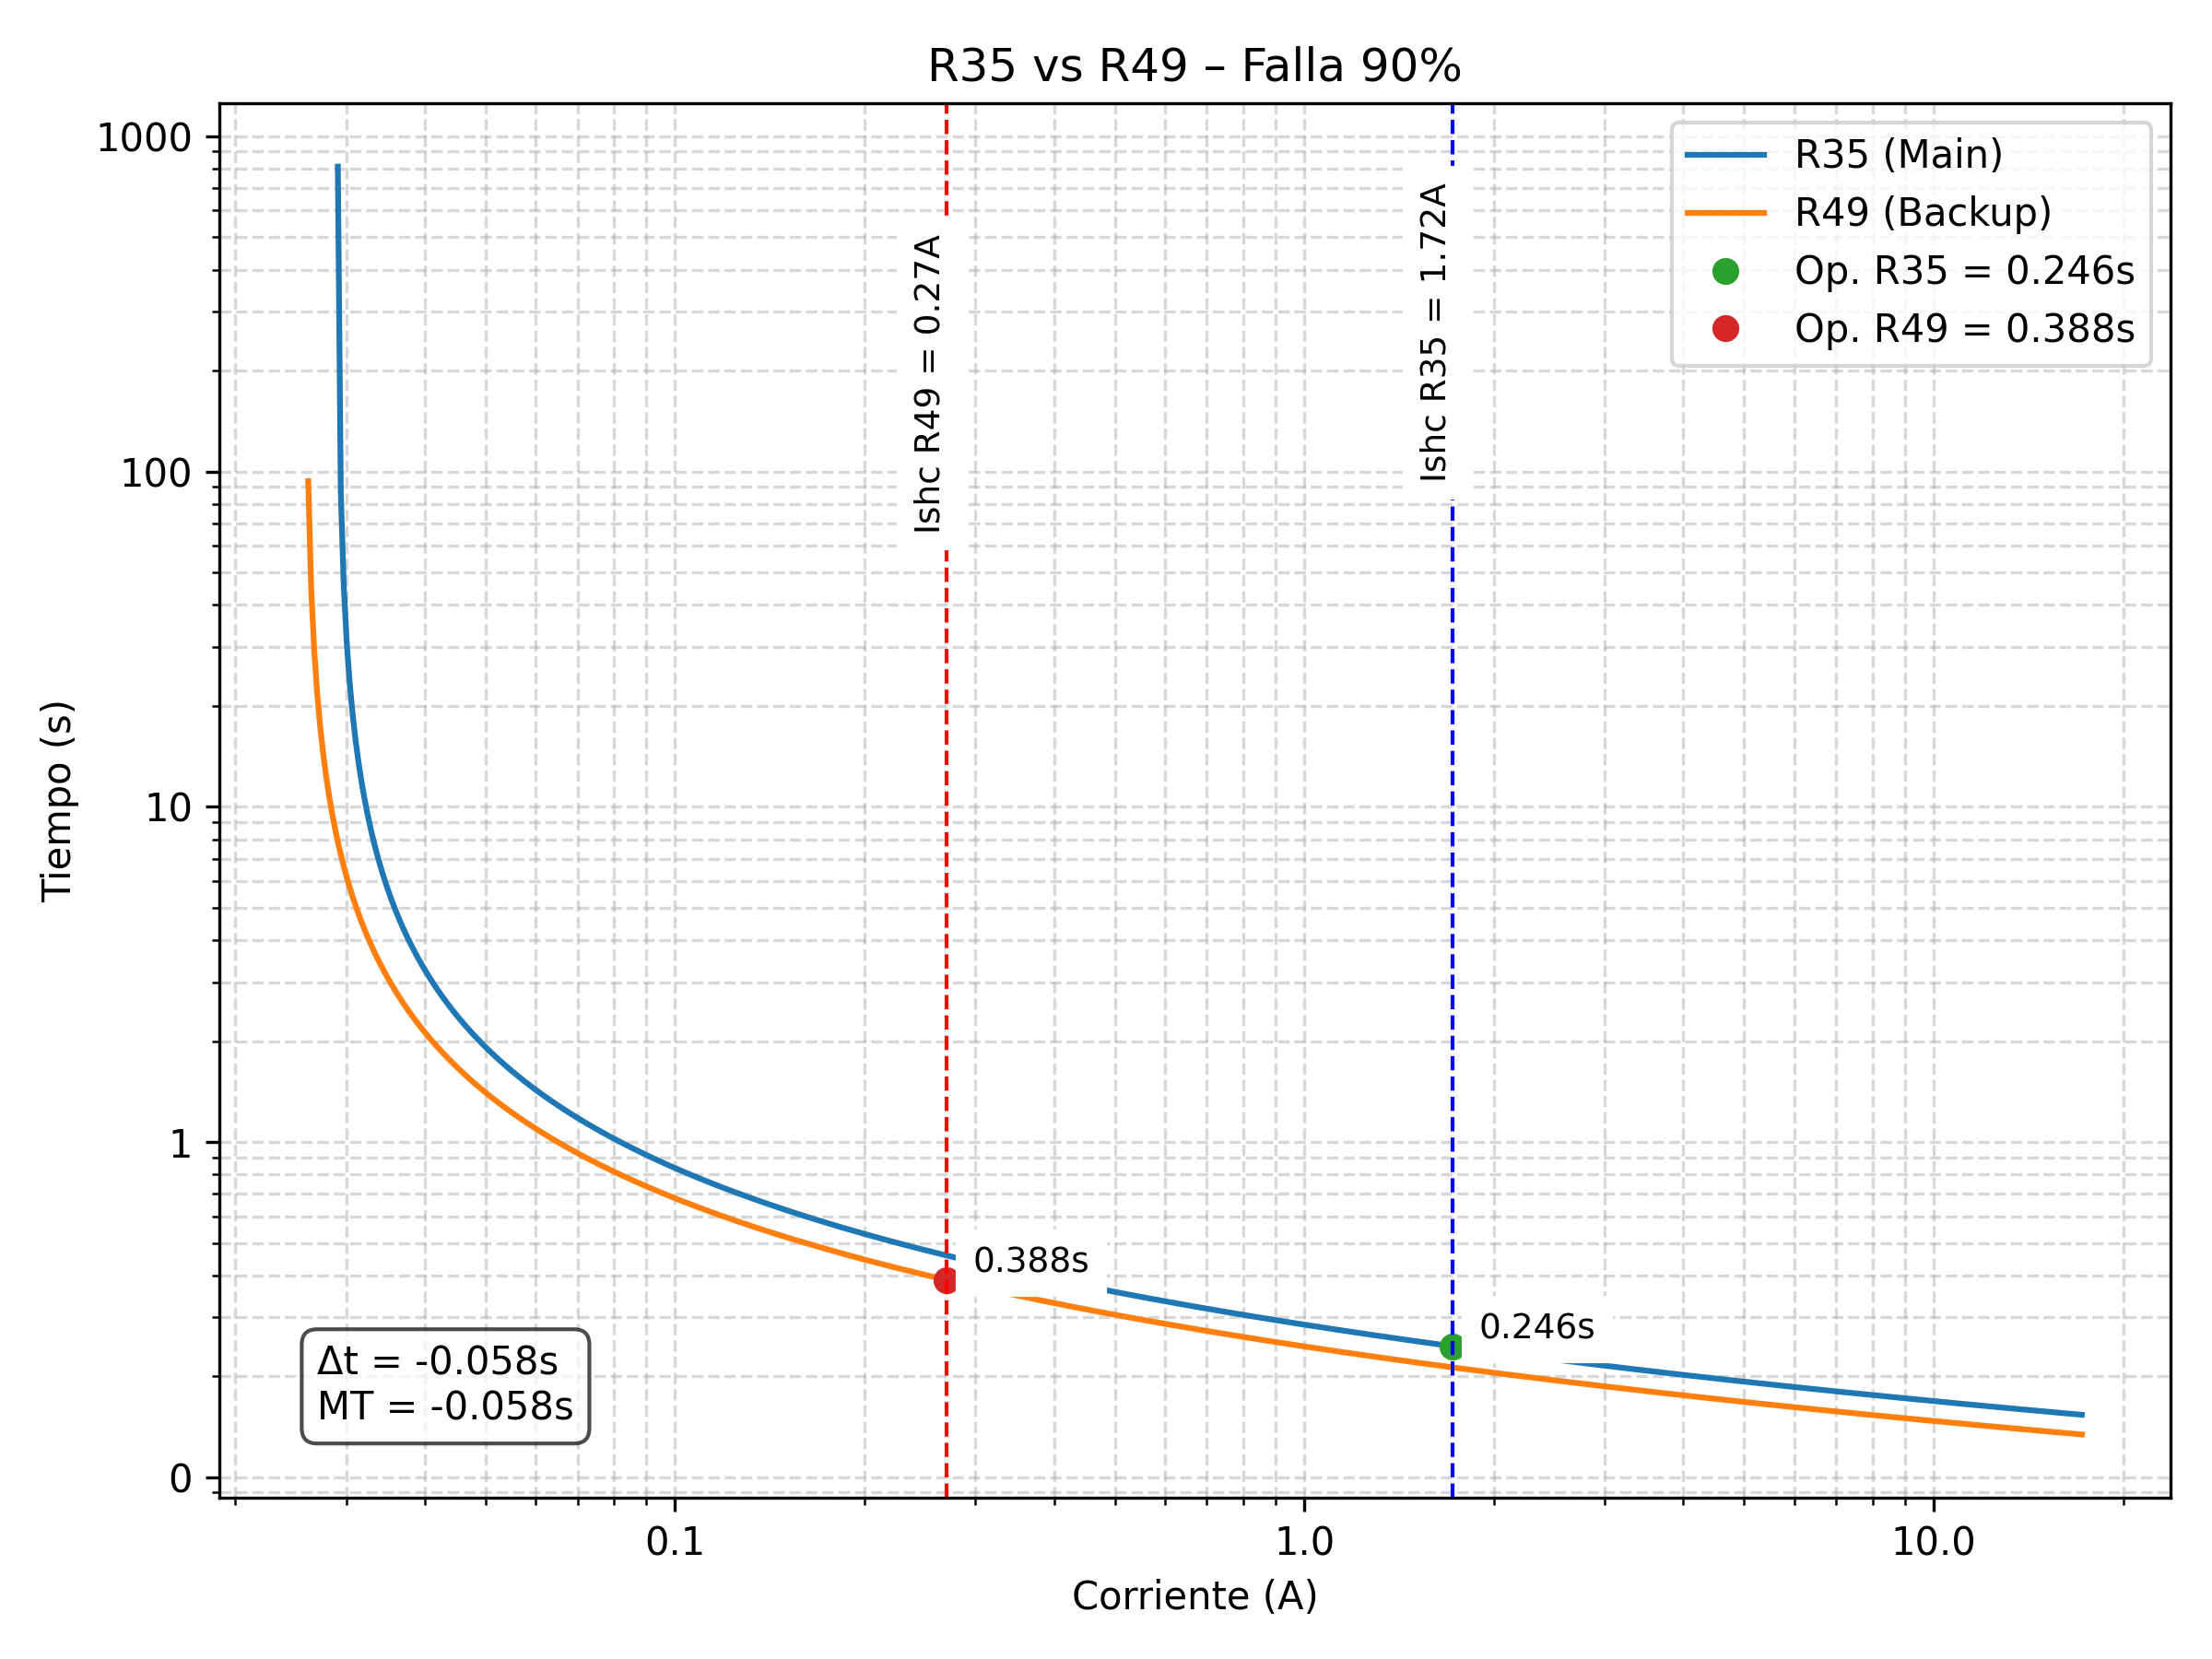 R35 vs R49 – Falla 90%
R35 (Main)
R49 (Backup)
Op. R35 = 0.246s
Op. R49 = 0.388s
Ishc R49 = 0.27A
Ishc R35 = 1.72A
1000
100
10
1
0
Tiempo (s)
0.388s
0.246s
Δt = -0.058s
MT = -0.058s
0.1
1.0
10.0
Corriente (A)